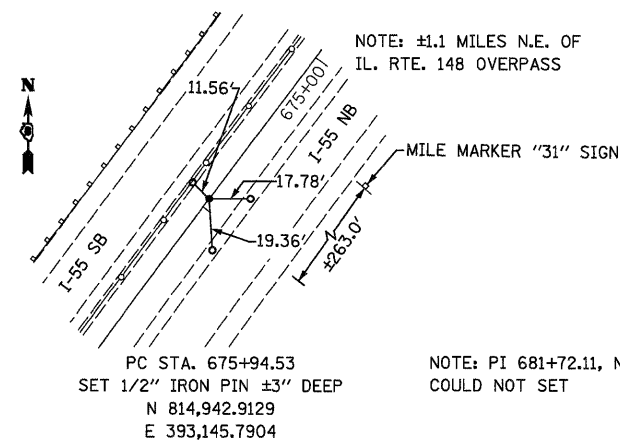 NOTE: ±1.1 MILES N.E. OF
IL. RTE. 148 OVERPASS
N
11.56'
675+00
I-55 NB
MILE MARKER "31" SIGN
17.78'
19.36'
±263.0'
I-55 SB
PC STA. 675+94.53
SET 1/2" IRON PIN ±3" DEEP
N 814,942.9129
E 393,145.7904
NOTE: PI 681+72.11, N
COULD NOT SET